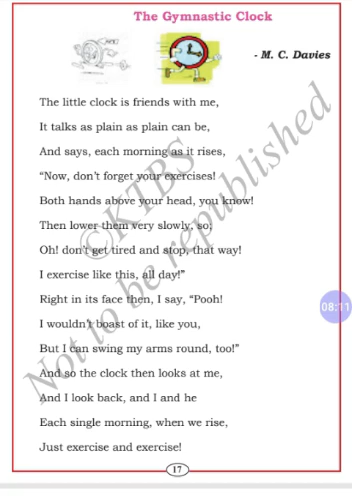 The Gymnastic Clock
- M. C. Davies
The little clock is friends with me,
It talks as plain as plain can be,
And says, each morning as it rises,
“Now, don’t forget your exercises!
Both hands above your head, you know!
Then lower them very slowly, so;
Oh! don’t get tired and stop, that way!
I exercise like this, all day!”
Right in its face then, I say, “Pooh!
I wouldn’t boast of it, like you,
But I can swing my arms round, too!”
And so the clock then looks at me,
And I look back, and I and he
Each single morning, when we rise,
Just exercise and exercise!
©KTBS
Not to be republished
08:11
17